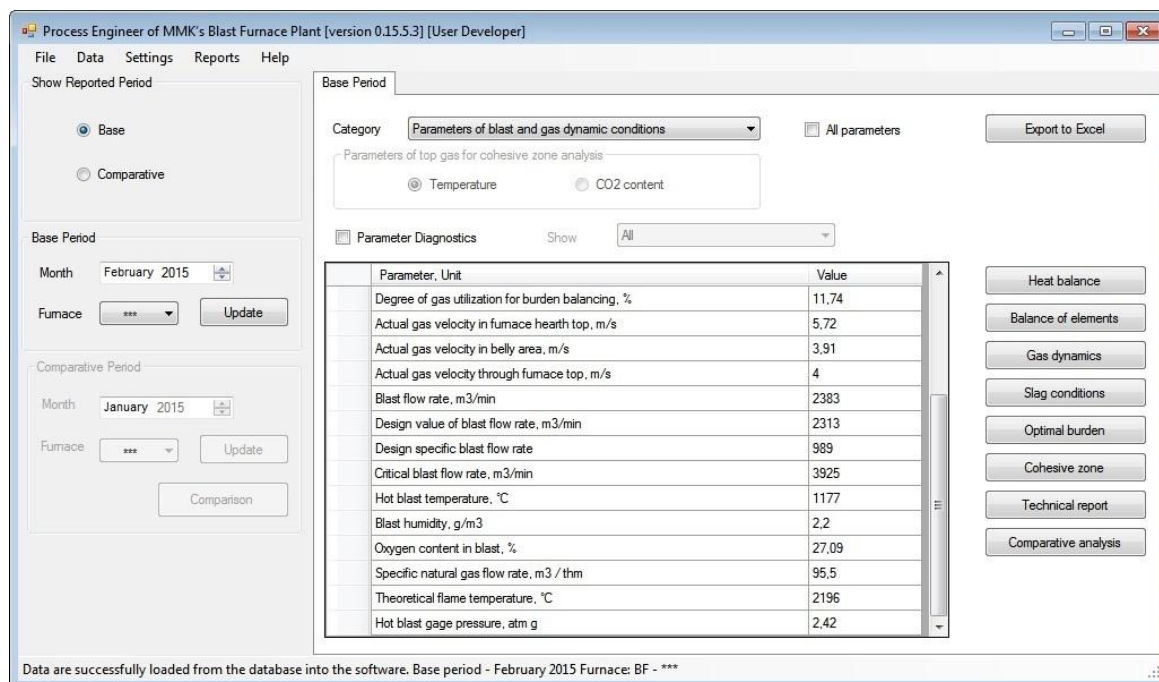 Process Engineer of MMK's Blast Furnace Plant [version 0.15.5.3] [User Developer]
File Data Settings Reports Help
Show Reported Period
Base
Comparative
Base Period
Month February 2015
Furnace *** Update
Comparative Period
Month January 2015
Furnace *** Update
Comparison
Base Period
Category Parameters of blast and gas dynamic conditions All parameters Export to Excel
Parameters of top gas for cohesive zone analysis
Temperature CO2 content
Parameter Diagnostics Show All
Parameter, Unit Value
Degree of gas utilization for burden balancing, % 11,74
Actual gas velocity in furnace hearth top, m/s 5,72
Actual gas velocity in belly area, m/s 3,91
Actual gas velocity through furnace top, m/s 4
Blast flow rate, m3/min 2383
Design value of blast flow rate, m3/min 2313
Design specific blast flow rate 989
Critical blast flow rate, m3/min 3925
Hot blast temperature, °C 1177
Blast humidity, g/m3 2,2
Oxygen content in blast, % 27,09
Specific natural gas flow rate, m3 / thm 95,5
Theoretical flame temperature, °C 2196
Hot blast gage pressure, atm g 2,42
Heat balance
Balance of elements
Gas dynamics
Slag conditions
Optimal burden
Cohesive zone
Technical report
Comparative analysis
Data are successfully loaded from the database into the software. Base period - February 2015 Furnace: BF - ***